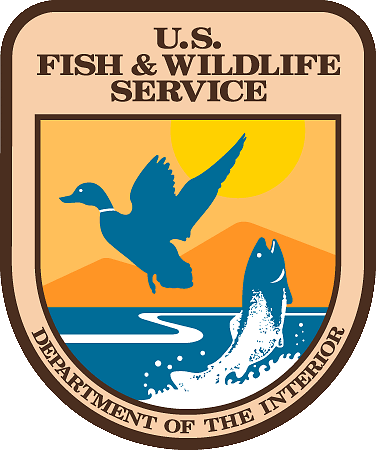 U.S.
FISH & WILDLIFE
SERVICE
DEPARTMENT OF THE INTERIOR